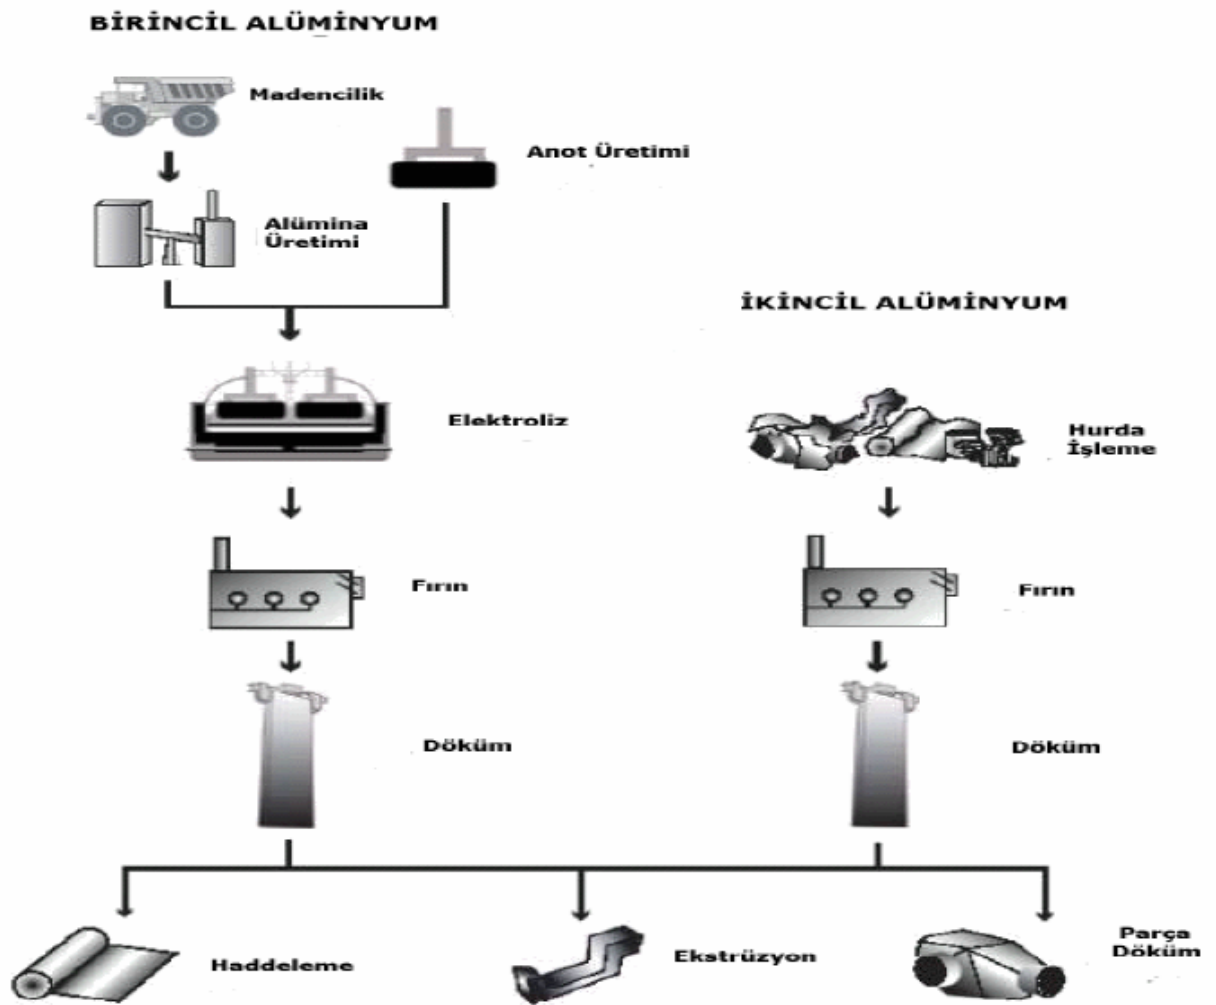 BİRİNCİL ALÜMİNYUM
Madencilik
Anot Üretimi
Alümina
Üretimi
İKİNCİL ALÜMİNYUM
Elektroliz
Hurda
İşleme
Fırın
Fırın
Döküm
Döküm
Haddeleme
Ekstrüzyon
Parça
Döküm